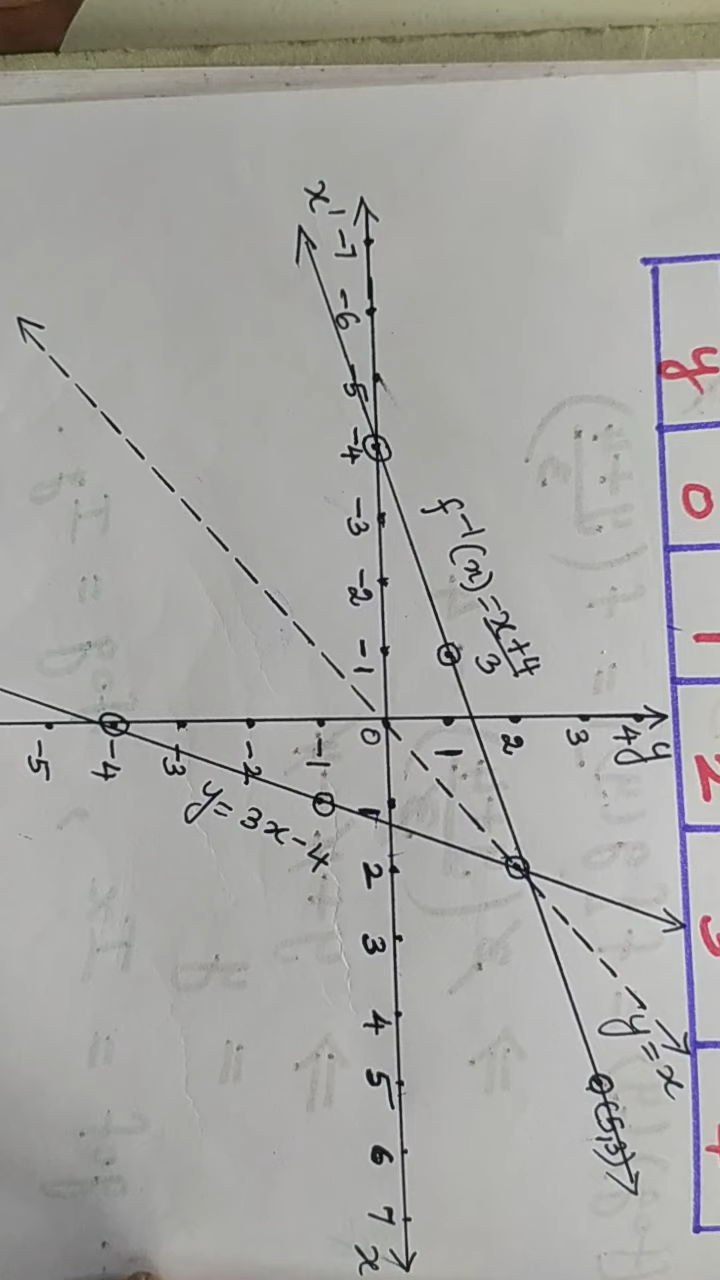 y 0 1 2 3
y
4
3
2
1
f⁻¹(x) = x+4/3
y = x
(5,3)
x' -7 -6 -5 -4 -3 -2 -1 0 1 2 3 4 5 6 7 x
-1
-2
-3
-4
-5
y = 3x-4